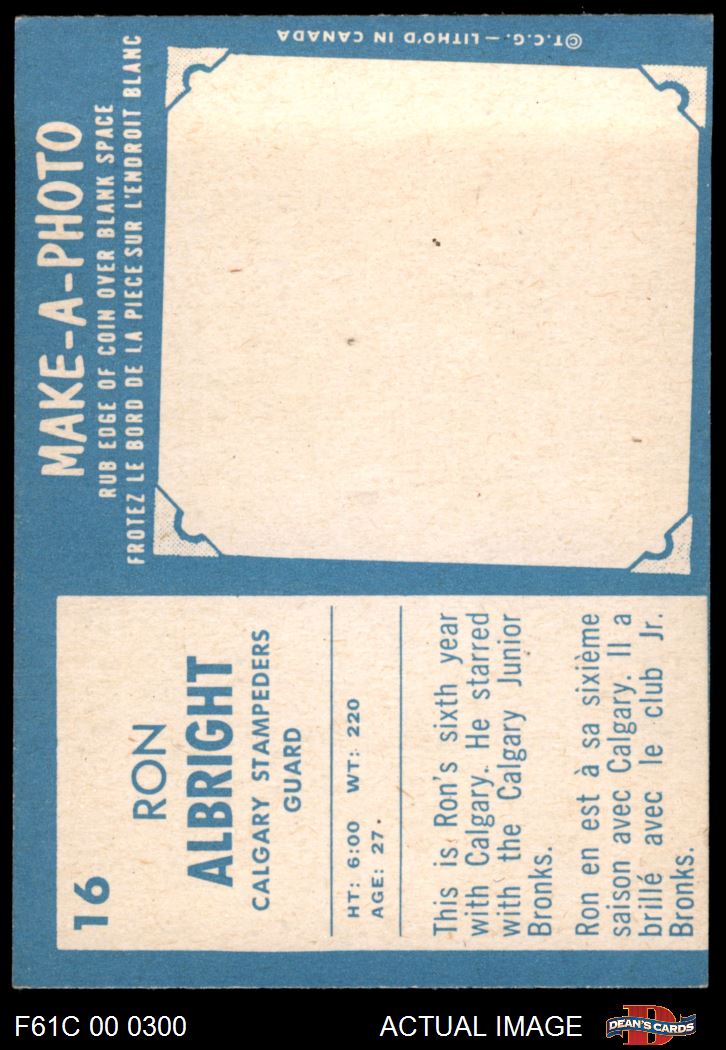 16
RON
ALBRIGHT
CALGARY STAMPEDERS
GUARD
HT: 6:00 WT: 220
AGE: 27.
This is Ron's sixth year
with Calgary. He starred
with the Calgary Junior
Bronks.
Ron en est à sa sixième
saison avec Calgary. Il a
brillé avec le club Jr.
Bronks.
MAKE-A-PHOTO
RUB EDGE OF COIN OVER BLANK SPACE
FROTEZ LE BORD DE LA PIECE SUR L'ENDROIT BLANC
©T.C.G. — LITHO'D IN CANADA
F61C 00 0300
ACTUAL IMAGE
D
DEAN'S CARDS